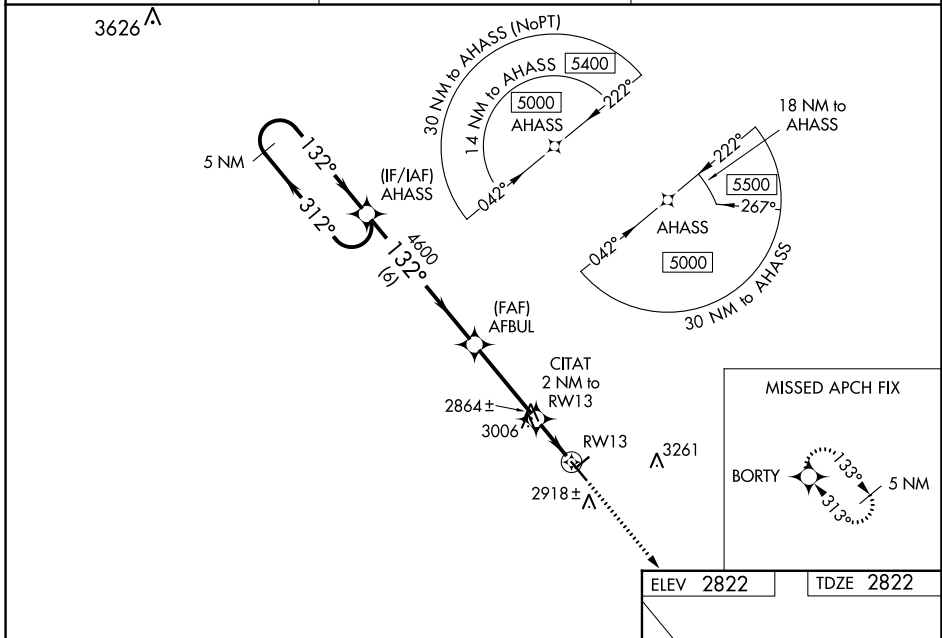 3626
30 NM to AHASS (NoPT)
14 NM to AHASS
5400
5000
AHASS
222°
042°
18 NM to
AHASS
222°
5500
267°
AHASS
042°
5000
30 NM to AHASS
5 NM
132°
312°
(IF/IAF)
AHASS
4600
132°
(6)
(FAF)
AFBUL
CITAT
2 NM to
RW13
2864±
3006
RW13
3261
2918±
MISSED APCH FIX
BORTY
133°
313°
5 NM
ELEV 2822
TDZE 2822